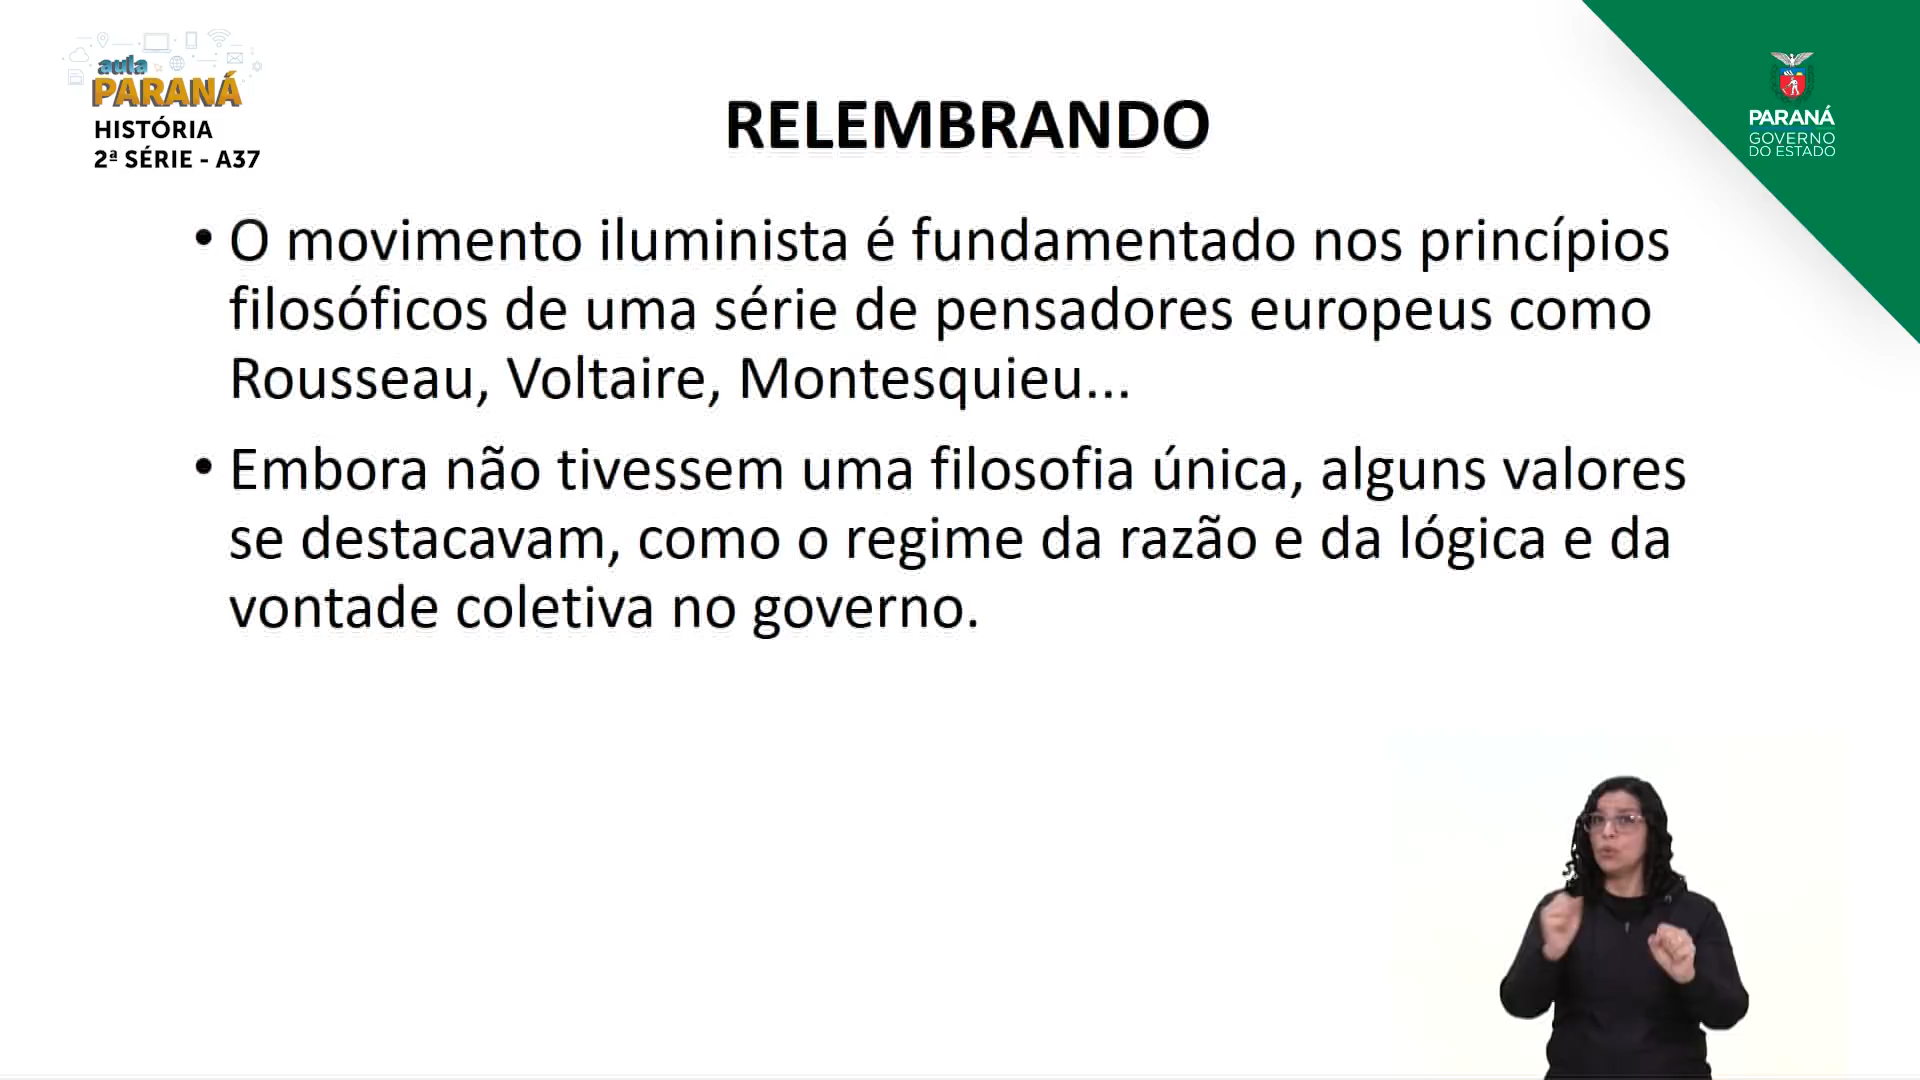 aula
PARANÁ
HISTÓRIA
2ª SÉRIE - A37
RELEMBRANDO
PARANÁ
GOVERNO
DO ESTADO
• O movimento iluminista é fundamentado nos princípios
filosóficos de uma série de pensadores europeus como
Rousseau, Voltaire, Montesquieu...
• Embora não tivessem uma filosofia única, alguns valores
se destacavam, como o regime da razão e da lógica e da
vontade coletiva no governo.